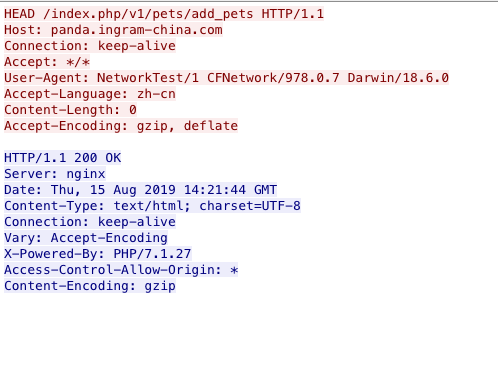 HEAD /index.php/v1/pets/add_pets HTTP/1.1
Host: panda.ingram-china.com
Connection: keep-alive
Accept: */*
User-Agent: NetworkTest/1 CFNetwork/978.0.7 Darwin/18.6.0
Accept-Language: zh-cn
Content-Length: 0
Accept-Encoding: gzip, deflate

HTTP/1.1 200 OK
Server: nginx
Date: Thu, 15 Aug 2019 14:21:44 GMT
Content-Type: text/html; charset=UTF-8
Connection: keep-alive
Vary: Accept-Encoding
X-Powered-By: PHP/7.1.27
Access-Control-Allow-Origin: *
Content-Encoding: gzip